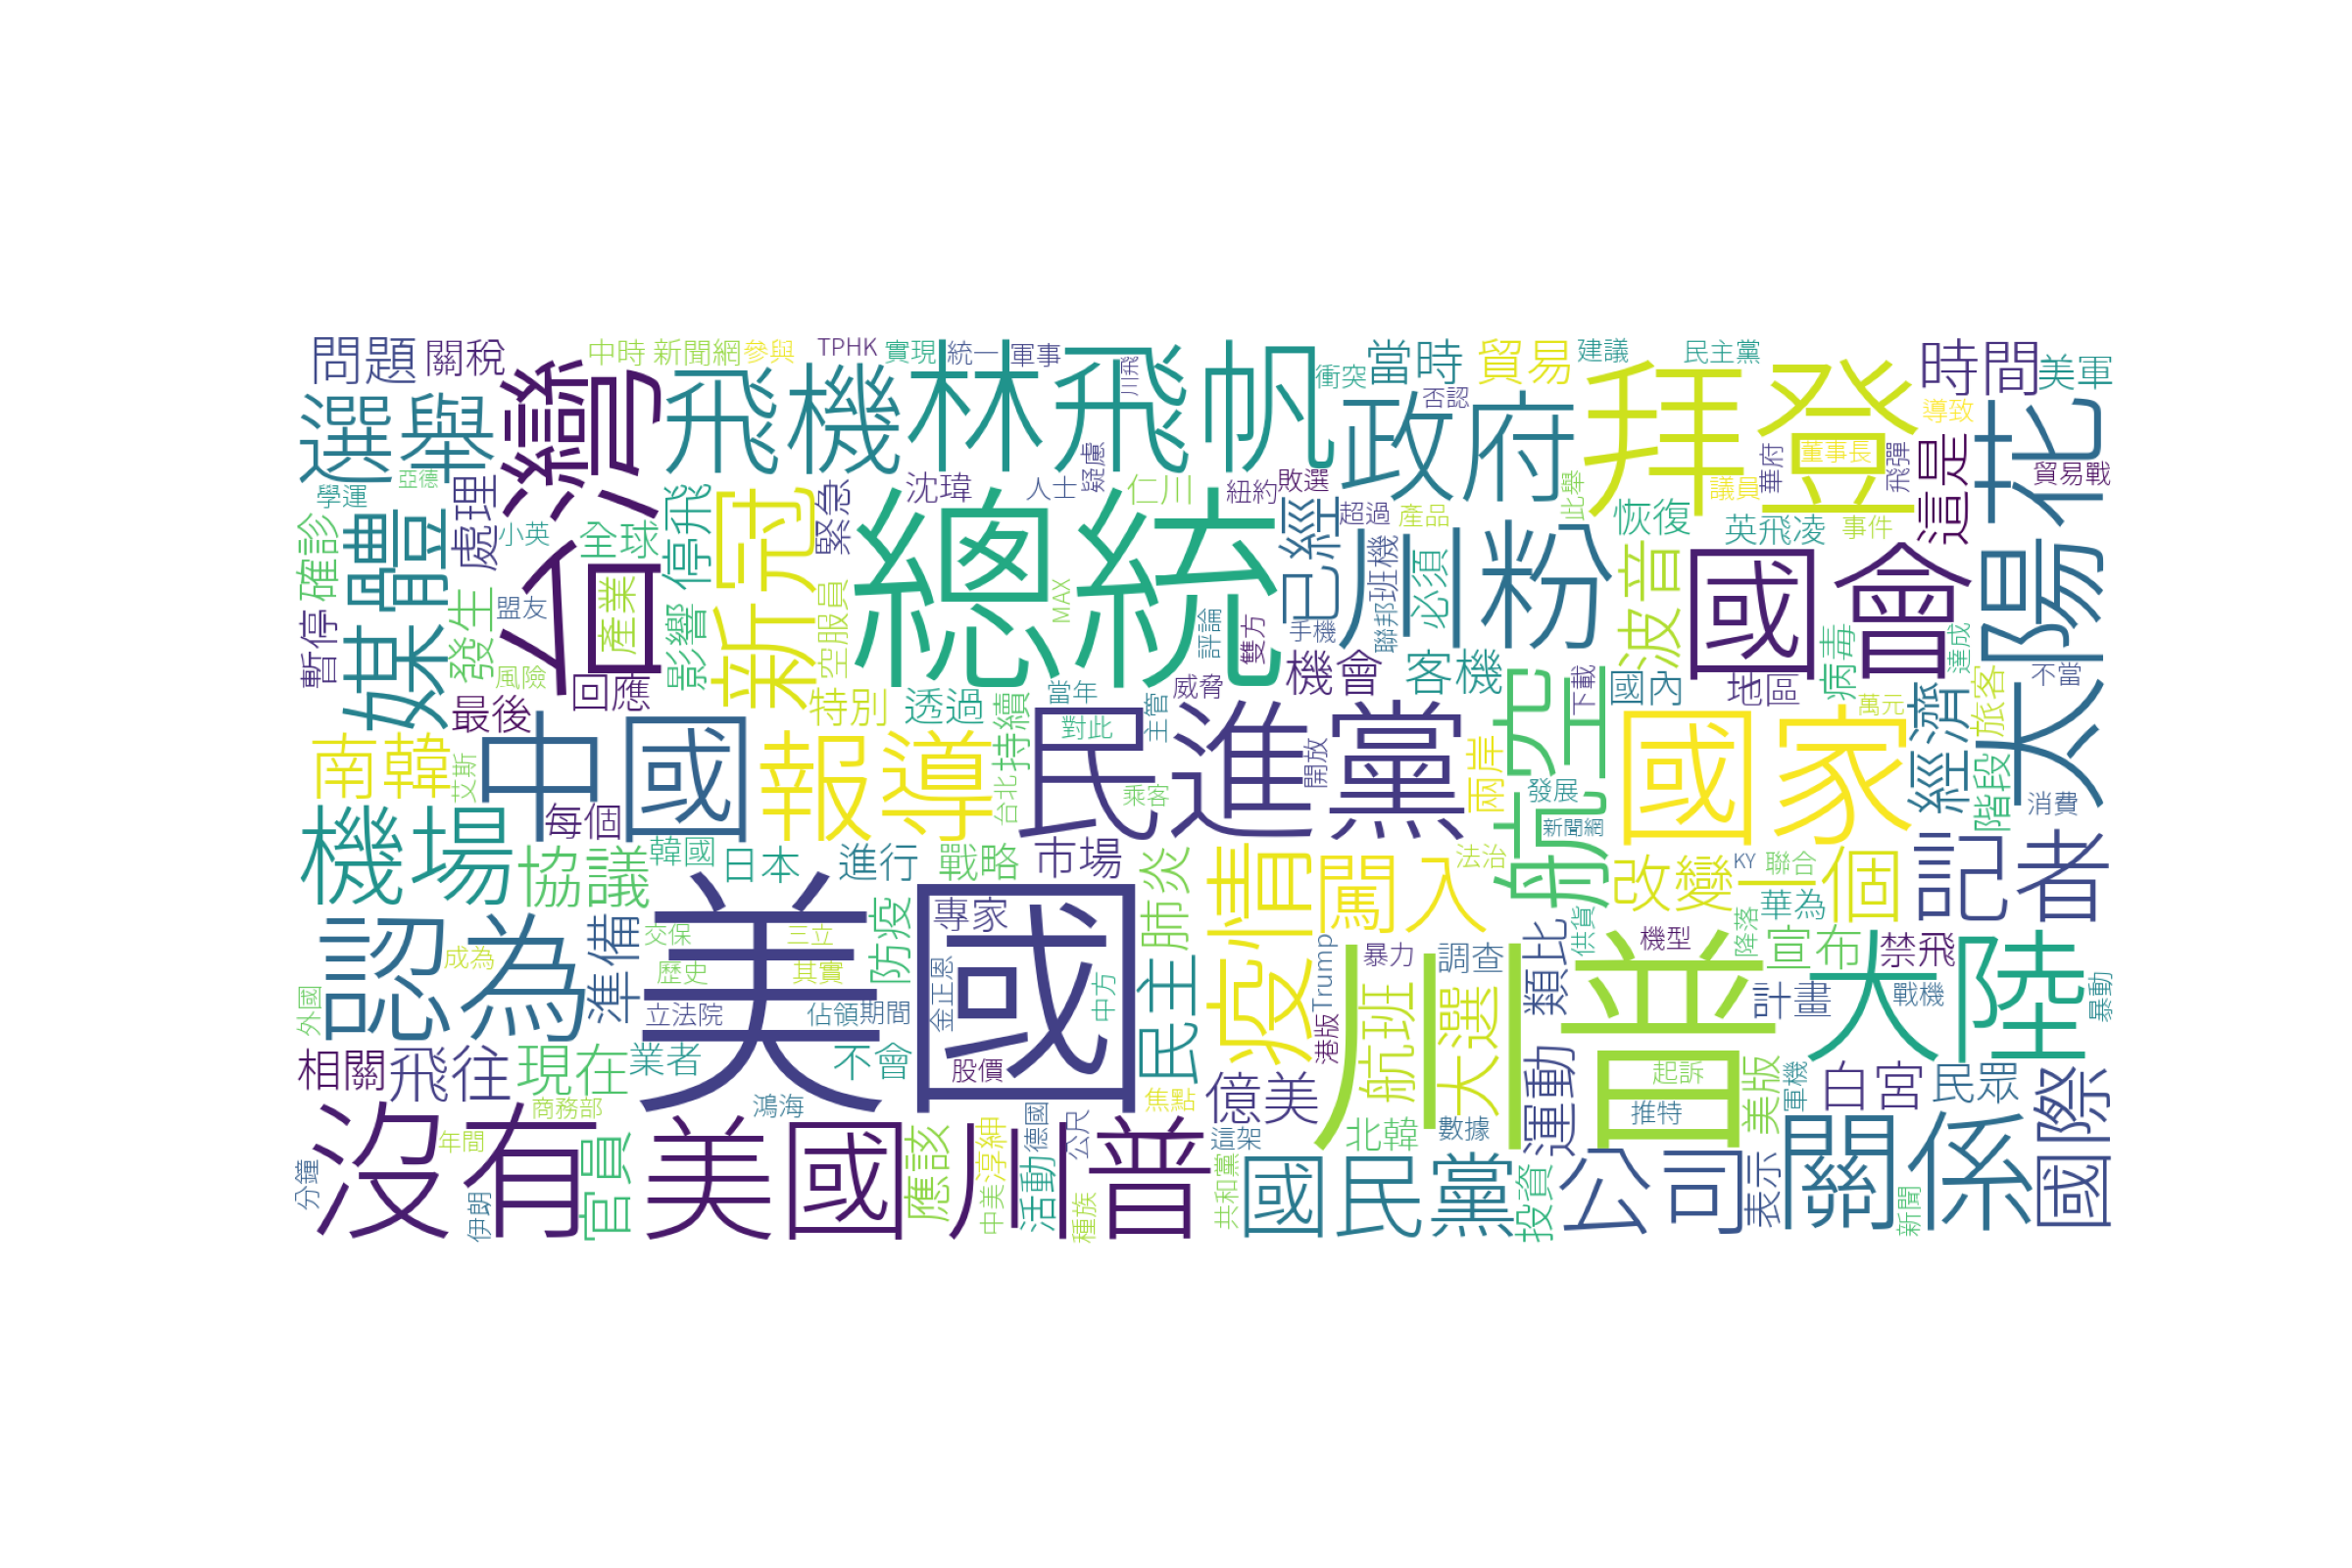 問題
關稅
中時 新聞網
參與
TPHK
實現
統一
軍事
川飛
衝突
當時
貿易
建議
民主黨
時間
美軍
選舉
台灣
飛機
林飛帆
政府
否認
拜登
導致
太陽花
貿易戰
學運
亞德
處理
沈瑋
人士
疑慮
仁川
紐約
敗選
華府
董事長
議員
飛彈
這是
此舉
確診
媒體
小英
全球
停飛
新冠
緊急
總統
已經
超過
產品
川粉
恢復
英飛凌
事件
國會
暫停
盟友
發生
風險
產業
影響
空服員
MAX
評論
雙方
手機
聯邦
班機
必須
波音
病毒
達成
不當
最後
回應
特別
透過
當年
持續
對此
主管
威脅
機會
客機
航空
下載
國內
地區
萬元
經濟
旅客
南韓
艾斯
中國
報導
台北
民進黨
乘客
開放
兩岸
發展
新聞網
國家
階段
消費
機場
每個
協議
韓國
日本
進行
戰略
市場
肺炎
疫情
闖入
法治
改變
一個
KY
聯合
華為
記者
認為
成為
準備
交保
歷史
三立
其實
防疫
專家
美國
金正恩
中方
民主
Trump
暴力
調查
類比
供貨
機型
降落
宣布
禁飛
大陸
外國
立法院
佔領
期間
港版
航班
大選
川普
計畫
戰機
暴動
相關
飛往
現在
業者
不會
股價
焦點
億美
運動
起訴
推特
美版
軍機
白宮
民眾
國際
沒有
商務部
鴻海
年間
官員
美國
應該
川普
中美
淳紳
活動
德國
公尺
種族
這架
北韓
數據
共和黨
國民黨
投資
公司
表示
關係
新聞
分鐘
伊朗